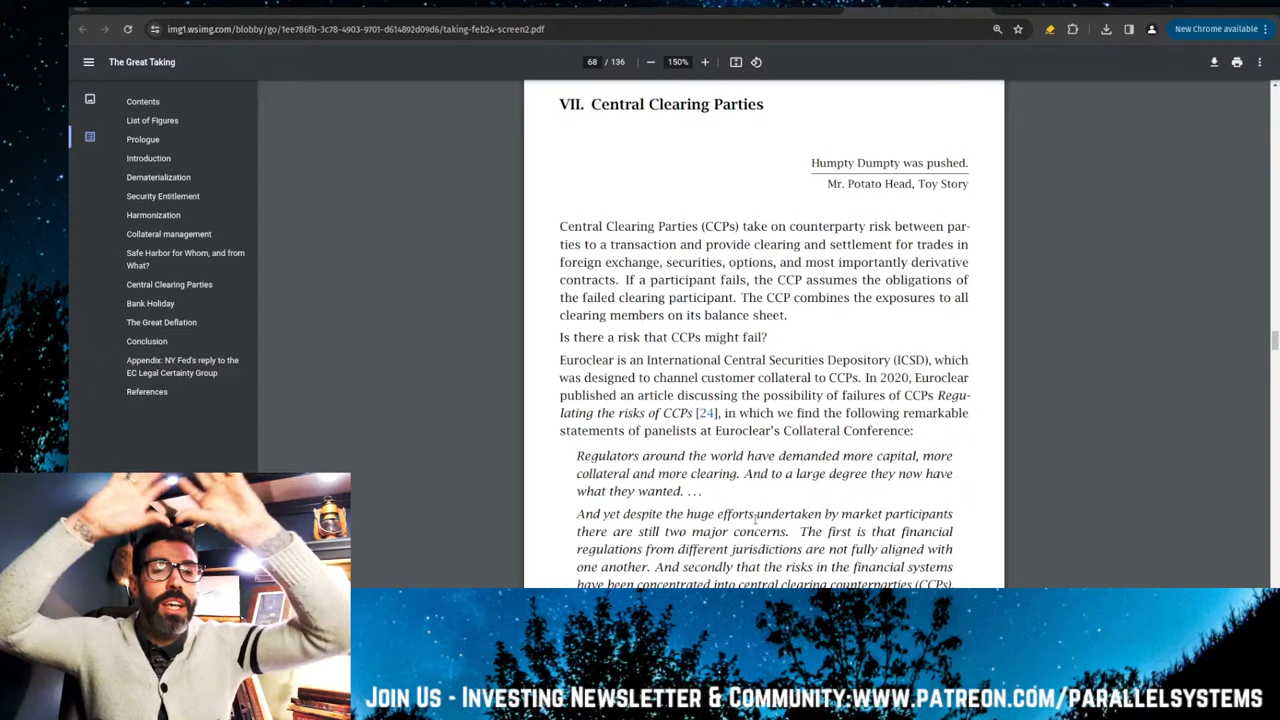 img1.wsimg.com/blobby/go/1ee786fb-3c78-4903-9701-d614892d09d6/taking-feb24-screen2.pdf
New Chrome available
The Great Taking
68 / 136
150%
Contents
List of Figures
Prologue
Introduction
Dematerialization
Security Entitlement
Harmonization
Collateral management
Safe Harbor for Whom, and from
What?
Central Clearing Parties
Bank Holiday
The Great Deflation
Conclusion
Appendix: NY Fed's reply to the
EC Legal Certainty Group
References
VII. Central Clearing Parties
Humpty Dumpty was pushed.
Mr. Potato Head, Toy Story
Central Clearing Parties (CCPs) take on counterparty risk between par-
ties to a transaction and provide clearing and settlement for trades in
foreign exchange, securities, options, and most importantly derivative
contracts. If a participant fails, the CCP assumes the obligations of
the failed clearing participant. The CCP combines the exposures to all
clearing members on its balance sheet.
Is there a risk that CCPs might fail?
Euroclear is an International Central Securities Depository (ICSD), which
was designed to channel customer collateral to CCPs. In 2020, Euroclear
published an article discussing the possibility of failures of CCPs Regu-
lating the risks of CCPs [24], in which we find the following remarkable
statements of panelists at Euroclear's Collateral Conference:
Regulators around the world have demanded more capital, more
collateral and more clearing. And to a large degree they now have
what they wanted. ...
And yet despite the huge efforts undertaken by market participants
there are still two major concerns. The first is that financial
regulations from different jurisdictions are not fully aligned with
one another. And secondly that the risks in the financial systems
have been concentrated into central clearing counterparties (CCPs)
Join Us - Investing Newsletter & Community:www.patreon.com/parallelsystems